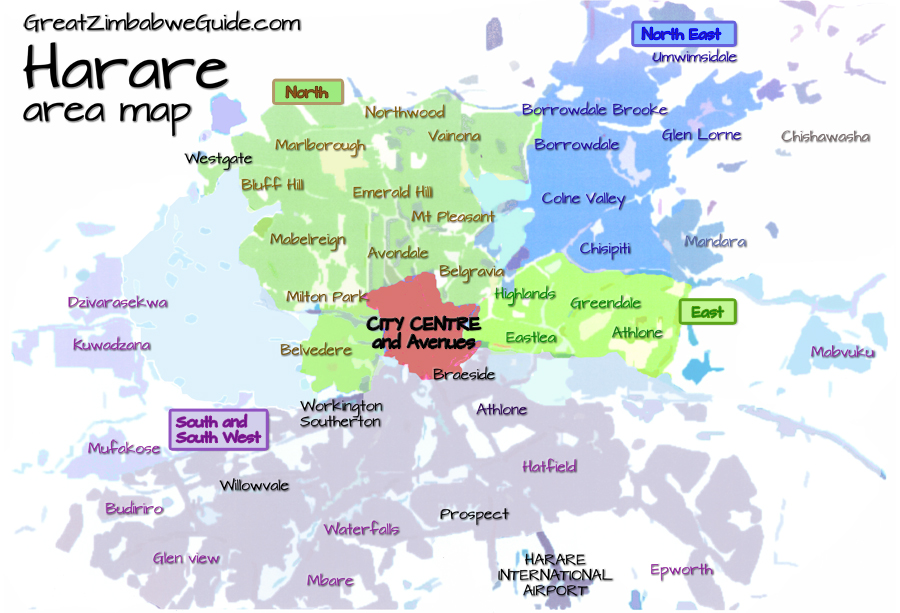 GreatZimbabweGuide.com
Harare
area map
North East
Umwimsidale
North
Northwood
Borrowdale Brooke
Vainona
Glen Lorne
Chishawasha
Marlborough
Borrowdale
Westgate
Bluff Hill
Emerald Hill
Colne Valley
Mt Pleasant
Mabelreign
Mandara
Avondale
Chisipiti
Belgravia
Milton Park
Highlands
Greendale
Dzivarasekwa
East
CITY CENTRE
and Avenues
Eastlea
Athlone
Kuwadzana
Belvedere
Mabvuku
Braeside
Workington
Southerton
Athlone
South and
South West
Mufakose
Hatfield
Willowvale
Budiriro
Prospect
Waterfalls
Glen view
HARARE
INTERNATIONAL
AIRPORT
Epworth
Mbare